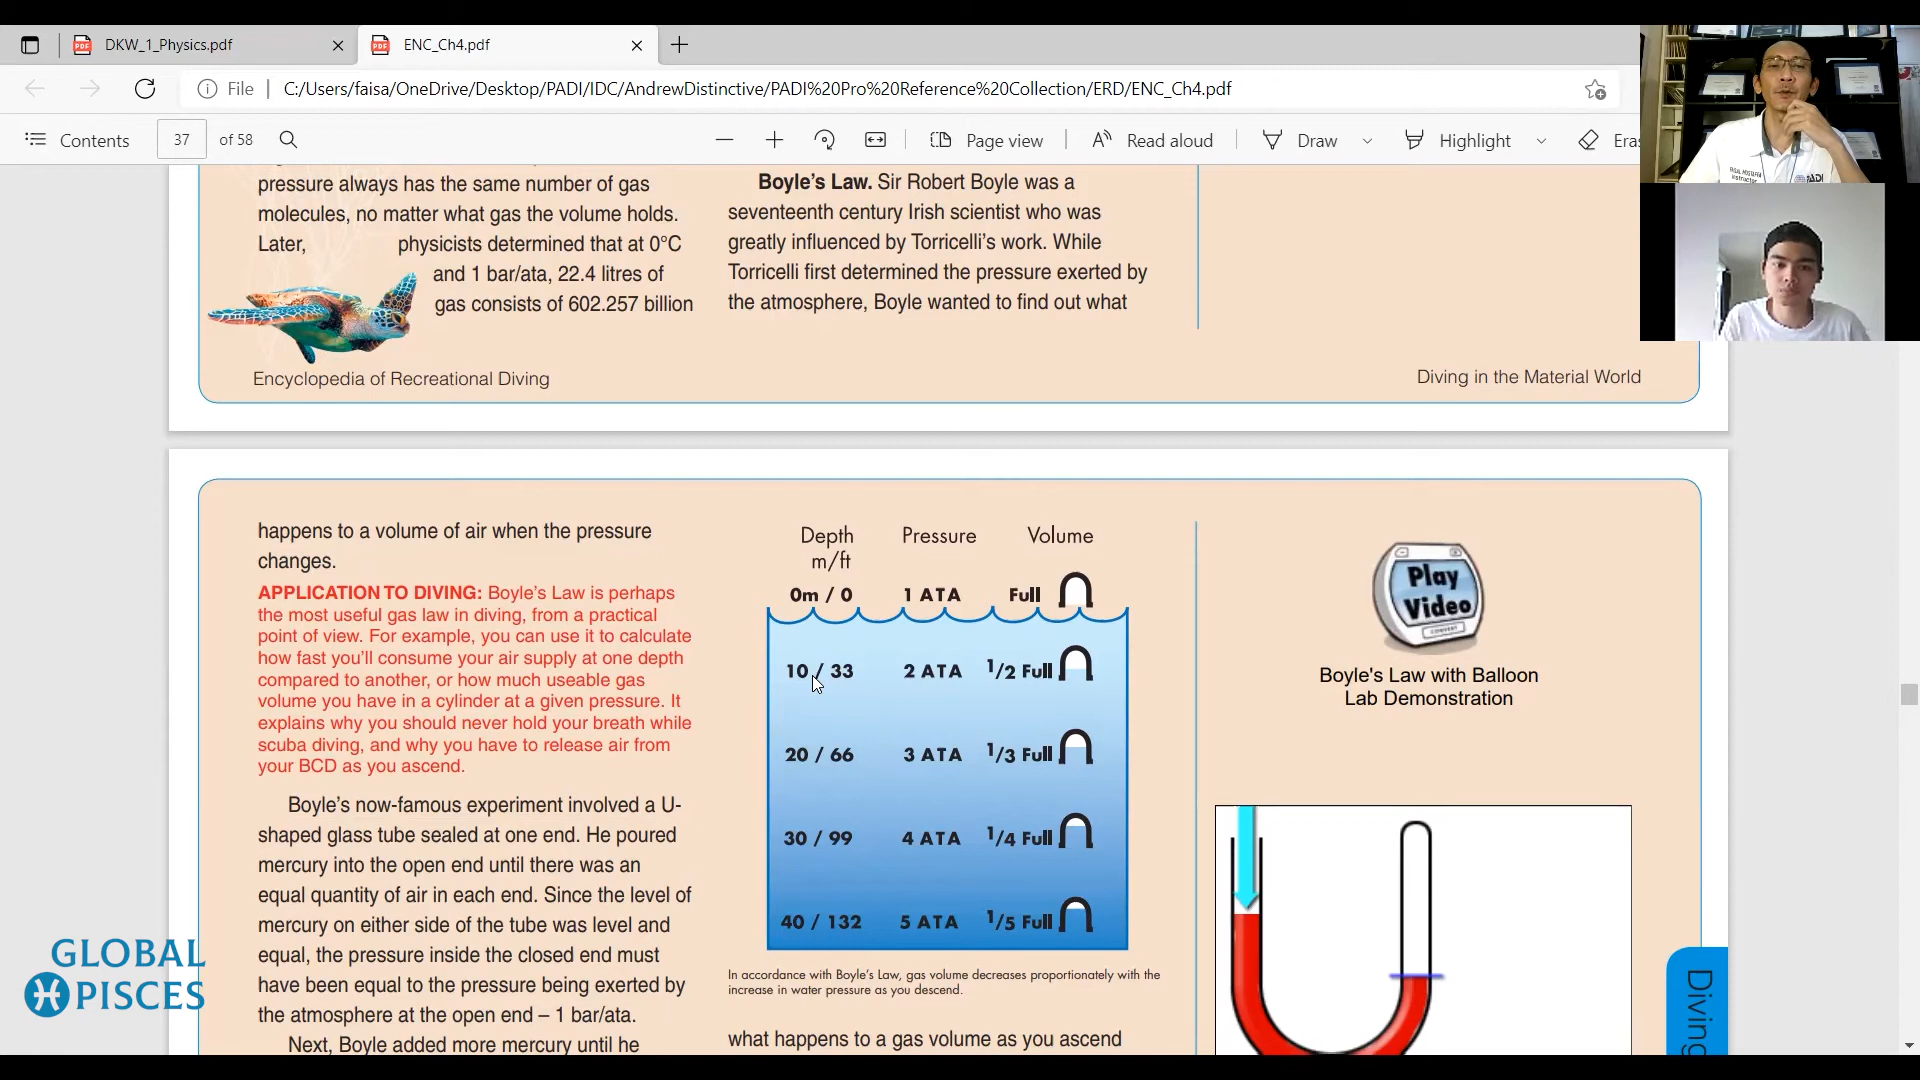 DKW_1_Physics.pdf
ENC_Ch4.pdf
File
C:/Users/faisa/OneDrive/Desktop/PADI/IDC/AndrewDistinctive/PADI%20Pro%20Reference%20Collection/ERD/ENC_Ch4.pdf
Contents
37
of 58
Page view
Read aloud
Draw
Highlight
Eras
pressure always has the same number of gas
molecules, no matter what gas the volume holds.
Later, physicists determined that at 0°C
and 1 bar/ata, 22.4 litres of
gas consists of 602.257 billion
Boyle's Law. Sir Robert Boyle was a
seventeenth century Irish scientist who was
greatly influenced by Torricelli's work. While
Torricelli first determined the pressure exerted by
the atmosphere, Boyle wanted to find out what
Encyclopedia of Recreational Diving
Diving in the Material World
happens to a volume of air when the pressure
changes.
APPLICATION TO DIVING: Boyle's Law is perhaps
the most useful gas law in diving, from a practical
point of view. For example, you can use it to calculate
how fast you'll consume your air supply at one depth
compared to another, or how much useable gas
volume you have in a cylinder at a given pressure. It
explains why you should never hold your breath while
scuba diving, and why you have to release air from
your BCD as you ascend.
Boyle's now-famous experiment involved a U-
shaped glass tube sealed at one end. He poured
mercury into the open end until there was an
equal quantity of air in each end. Since the level of
mercury on either side of the tube was level and
equal, the pressure inside the closed end must
have been equal to the pressure being exerted by
the atmosphere at the open end – 1 bar/ata.
Next, Boyle added more mercury until he
Depth Pressure Volume
m/ft
0m / 0 1 ATA Full
10 / 33 2 ATA 1/2 Full
20 / 66 3 ATA 1/3 Full
30 / 99 4 ATA 1/4 Full
40 / 132 5 ATA 1/5 Full
In accordance with Boyle's Law, gas volume decreases proportionately with the
increase in water pressure as you descend.
what happens to a gas volume as you ascend
Play
Video
Boyle's Law with Balloon
Lab Demonstration
Diving
GLOBAL
PISCES
PADI